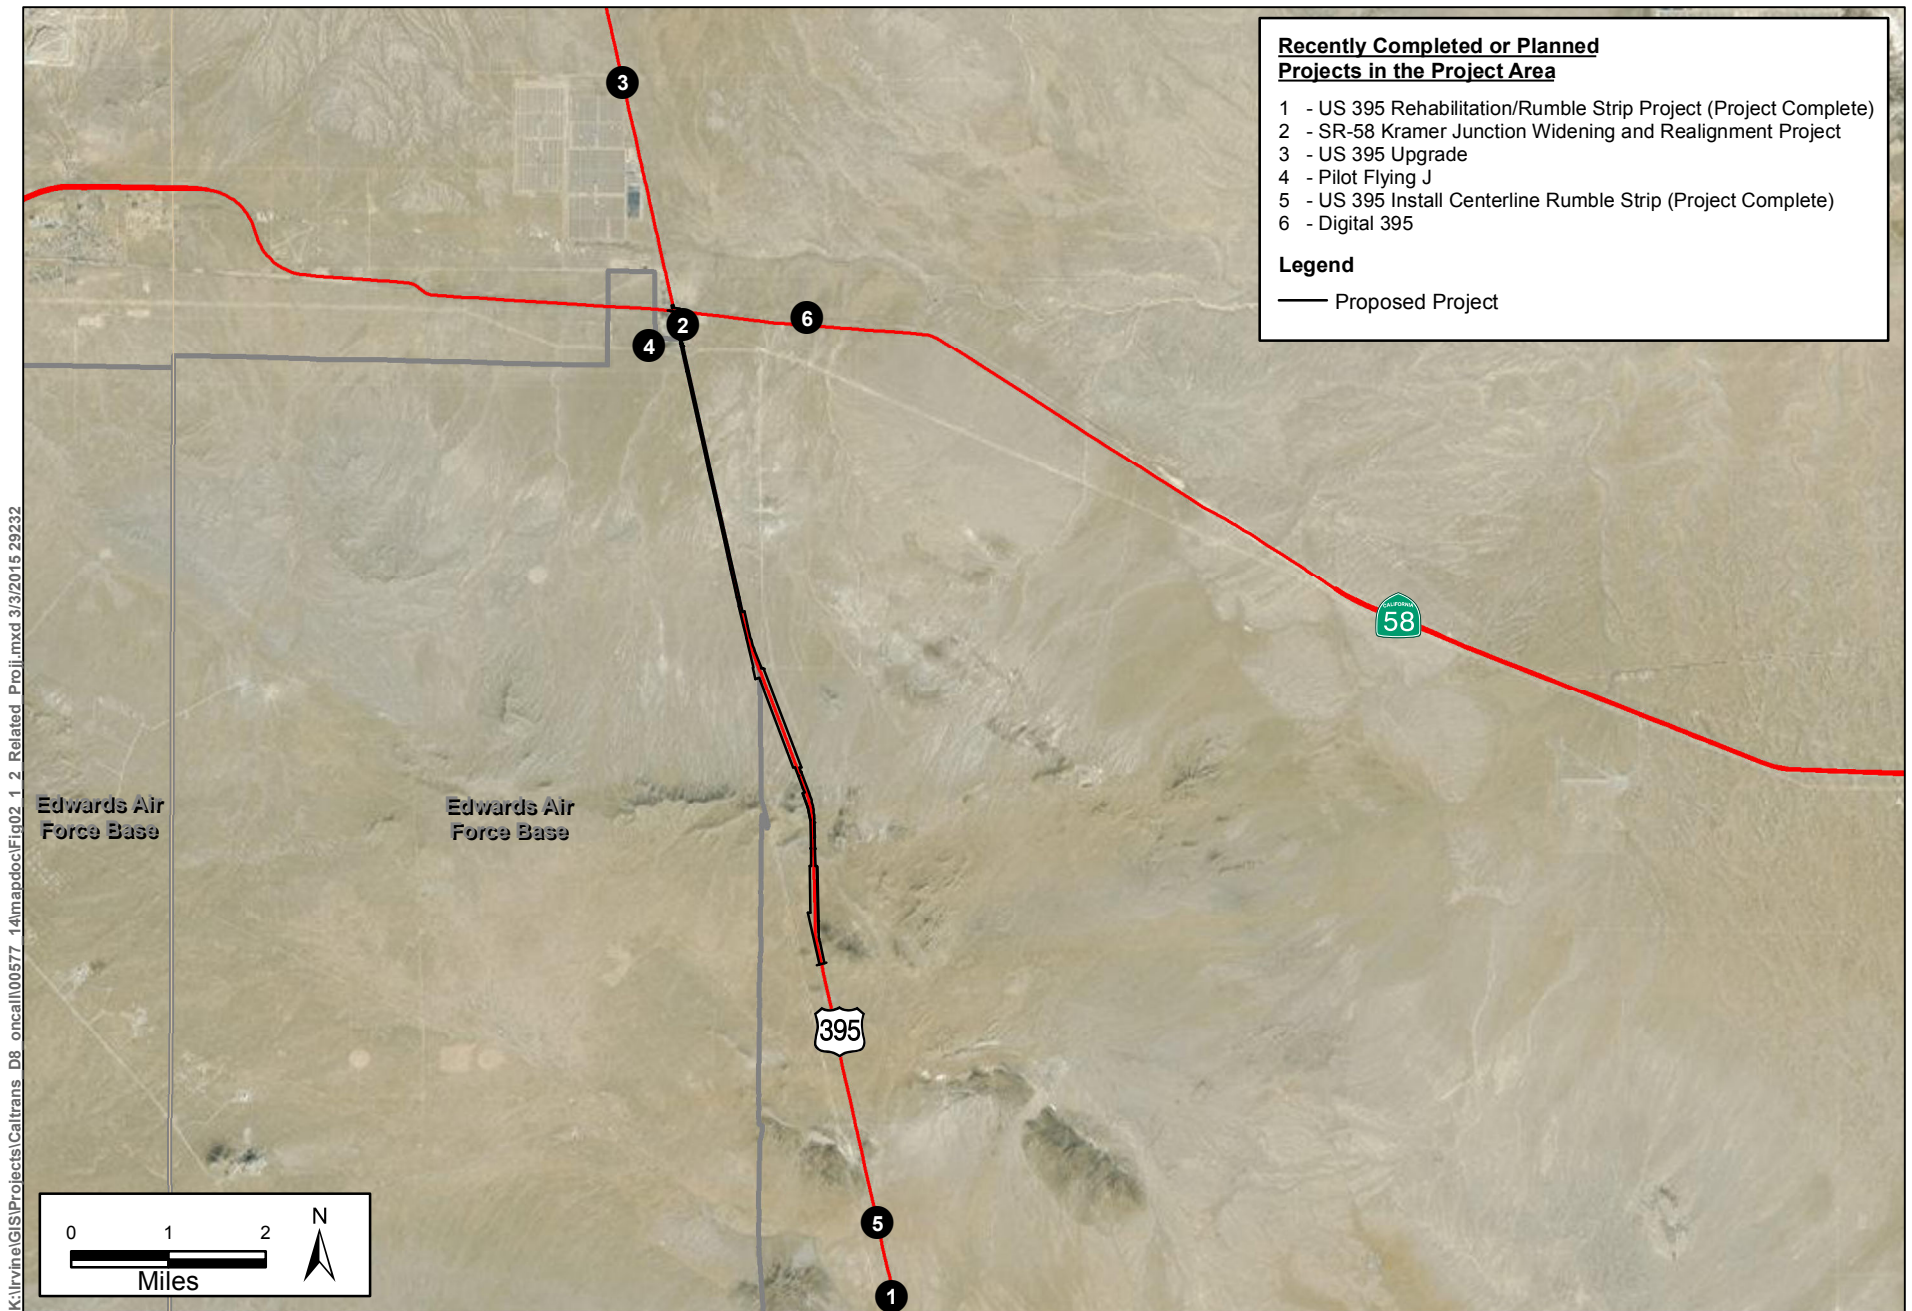 Recently Completed or Planned
Projects in the Project Area
1 - US 395 Rehabilitation/Rumble Strip Project (Project Complete)
2 - SR-58 Kramer Junction Widening and Realignment Project
3 - US 395 Upgrade
4 - Pilot Flying J
5 - US 395 Install Centerline Rumble Strip (Project Complete)
6 - Digital 395
Legend
Proposed Project
3
6
2
4
CALIFORNIA
58
Edwards Air
Force Base
Edwards Air
Force Base
395
5
1
0 1 2
Miles
N
K:\Irvine\GIS\Projects\Caltrans_D8_oncall\00577_14\mapdoc\Fig02_1_2_Related_Proj.mxd 3/3/2015 29232